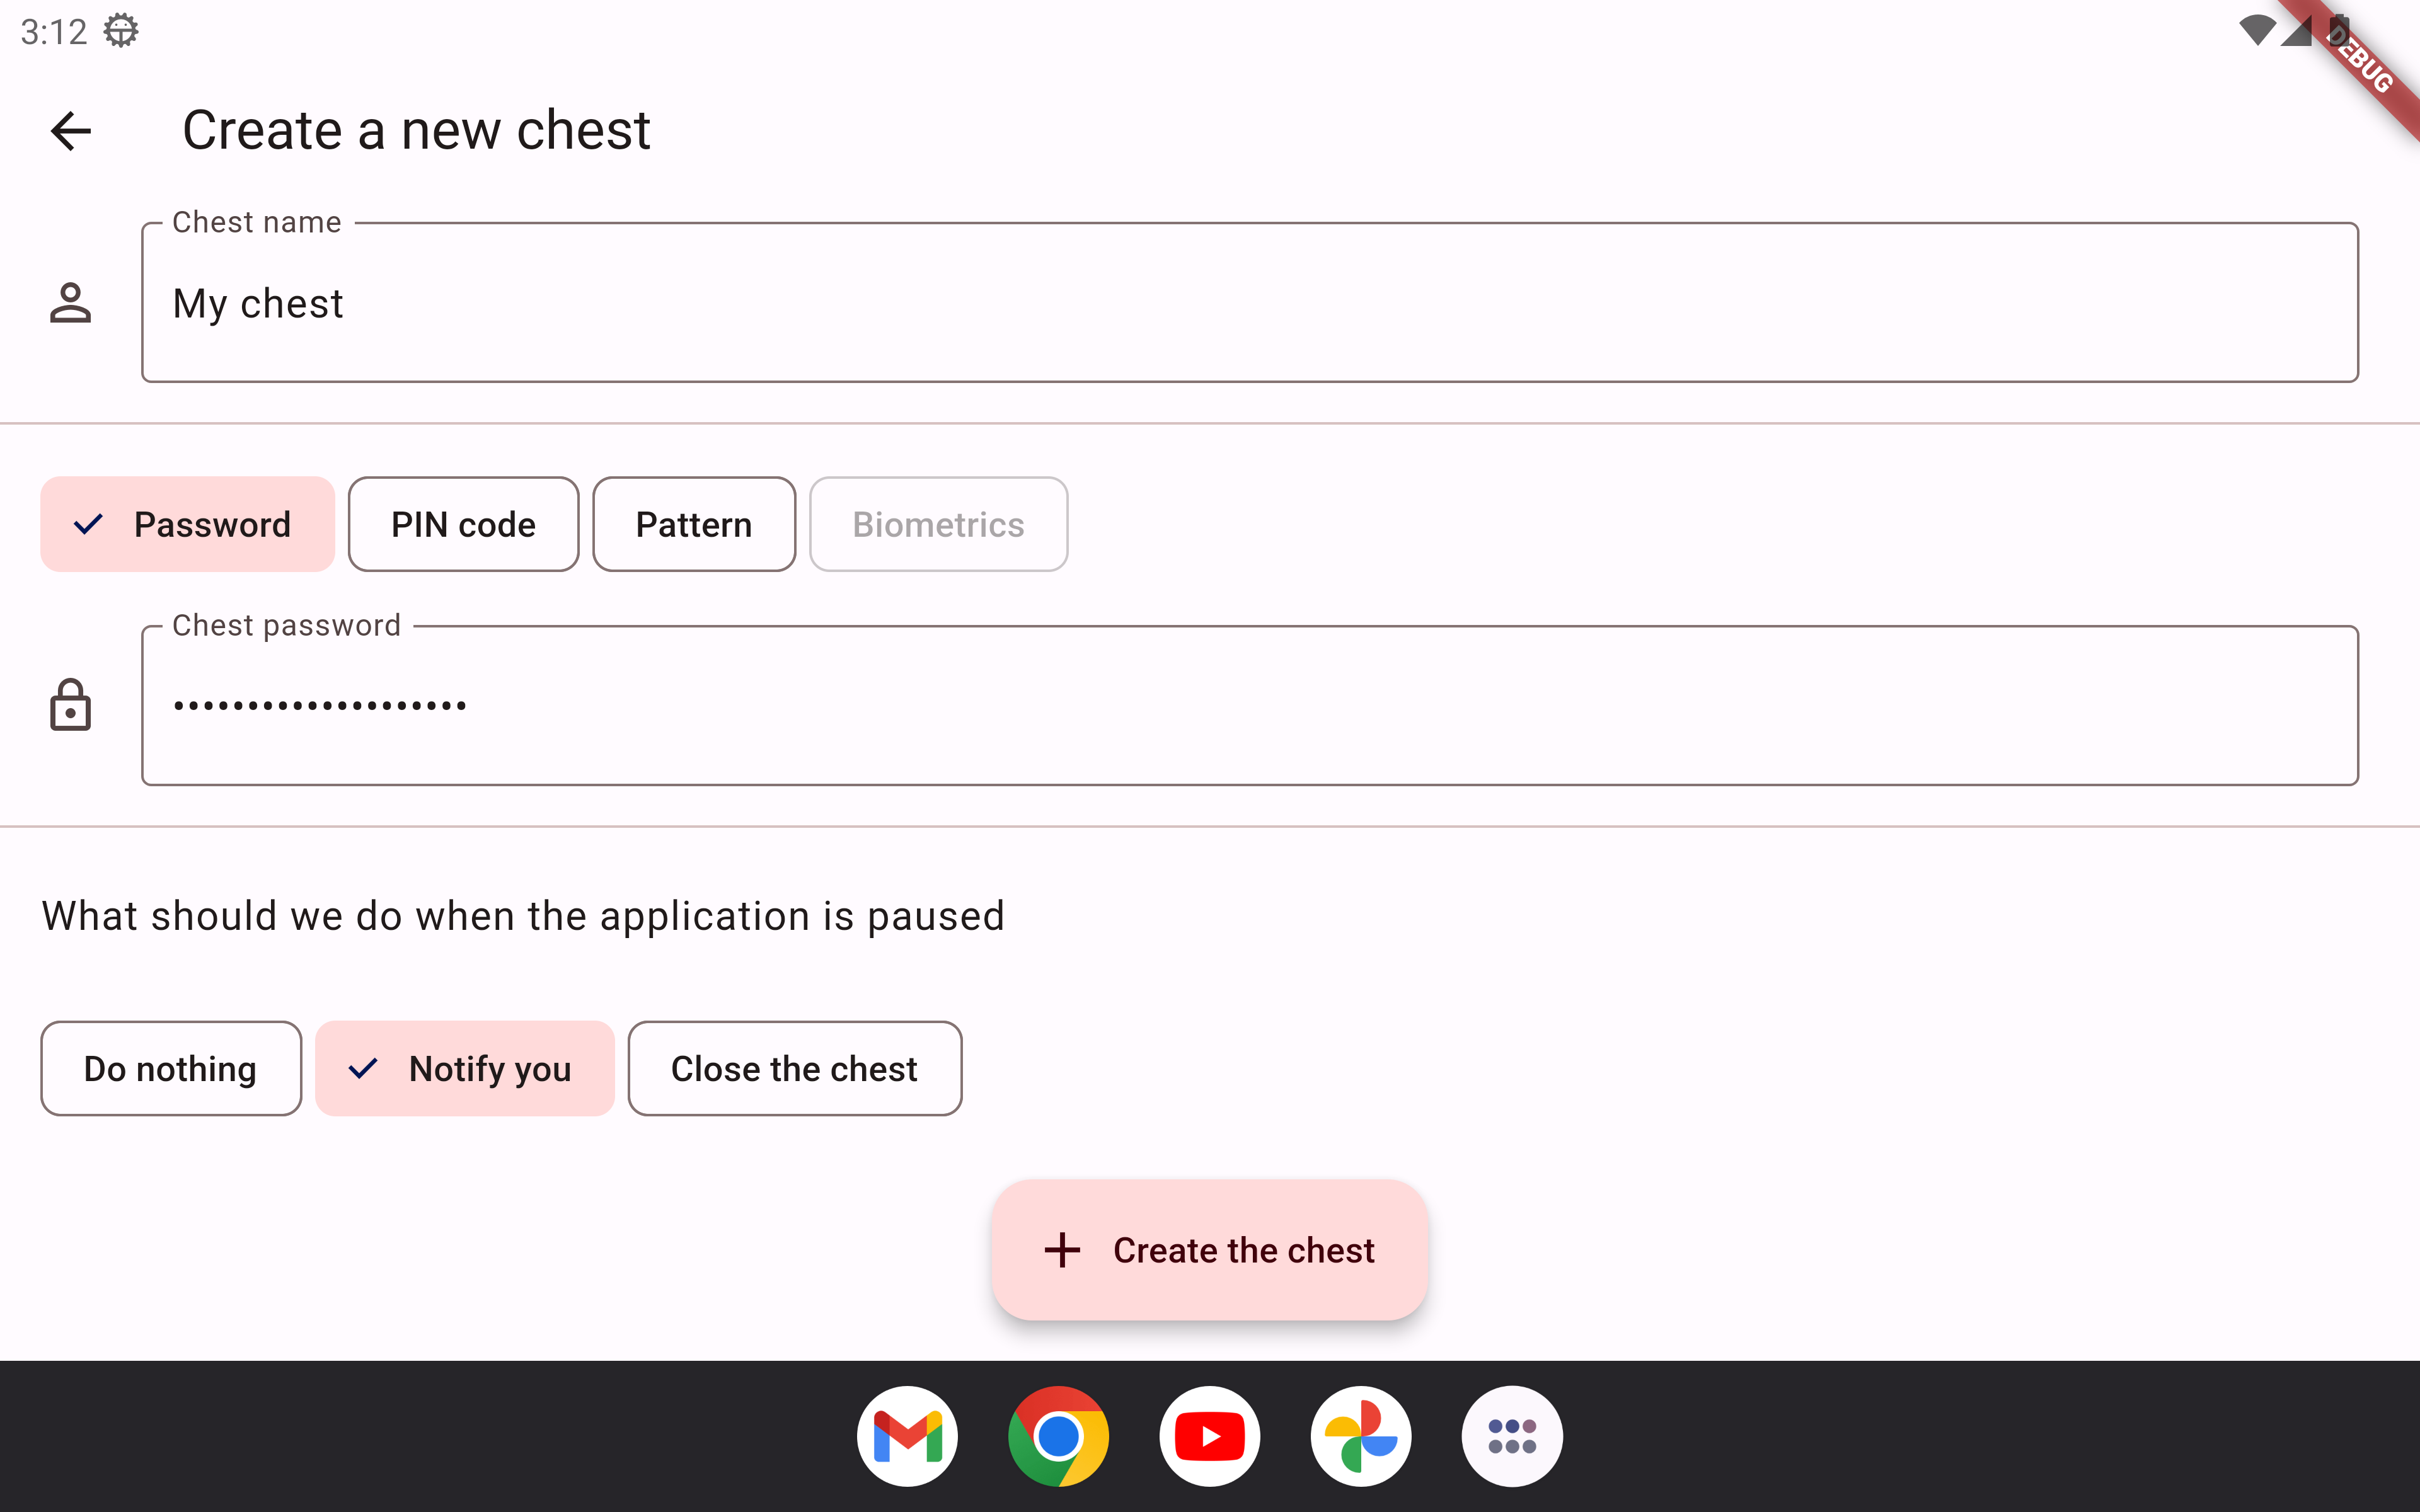 3:12
DEBUG
Create a new chest
Chest name
My chest
Password
PIN code
Pattern
Biometrics
Chest password
••••••••••••••••••••
What should we do when the application is paused
Do nothing
Notify you
Close the chest
Create the chest